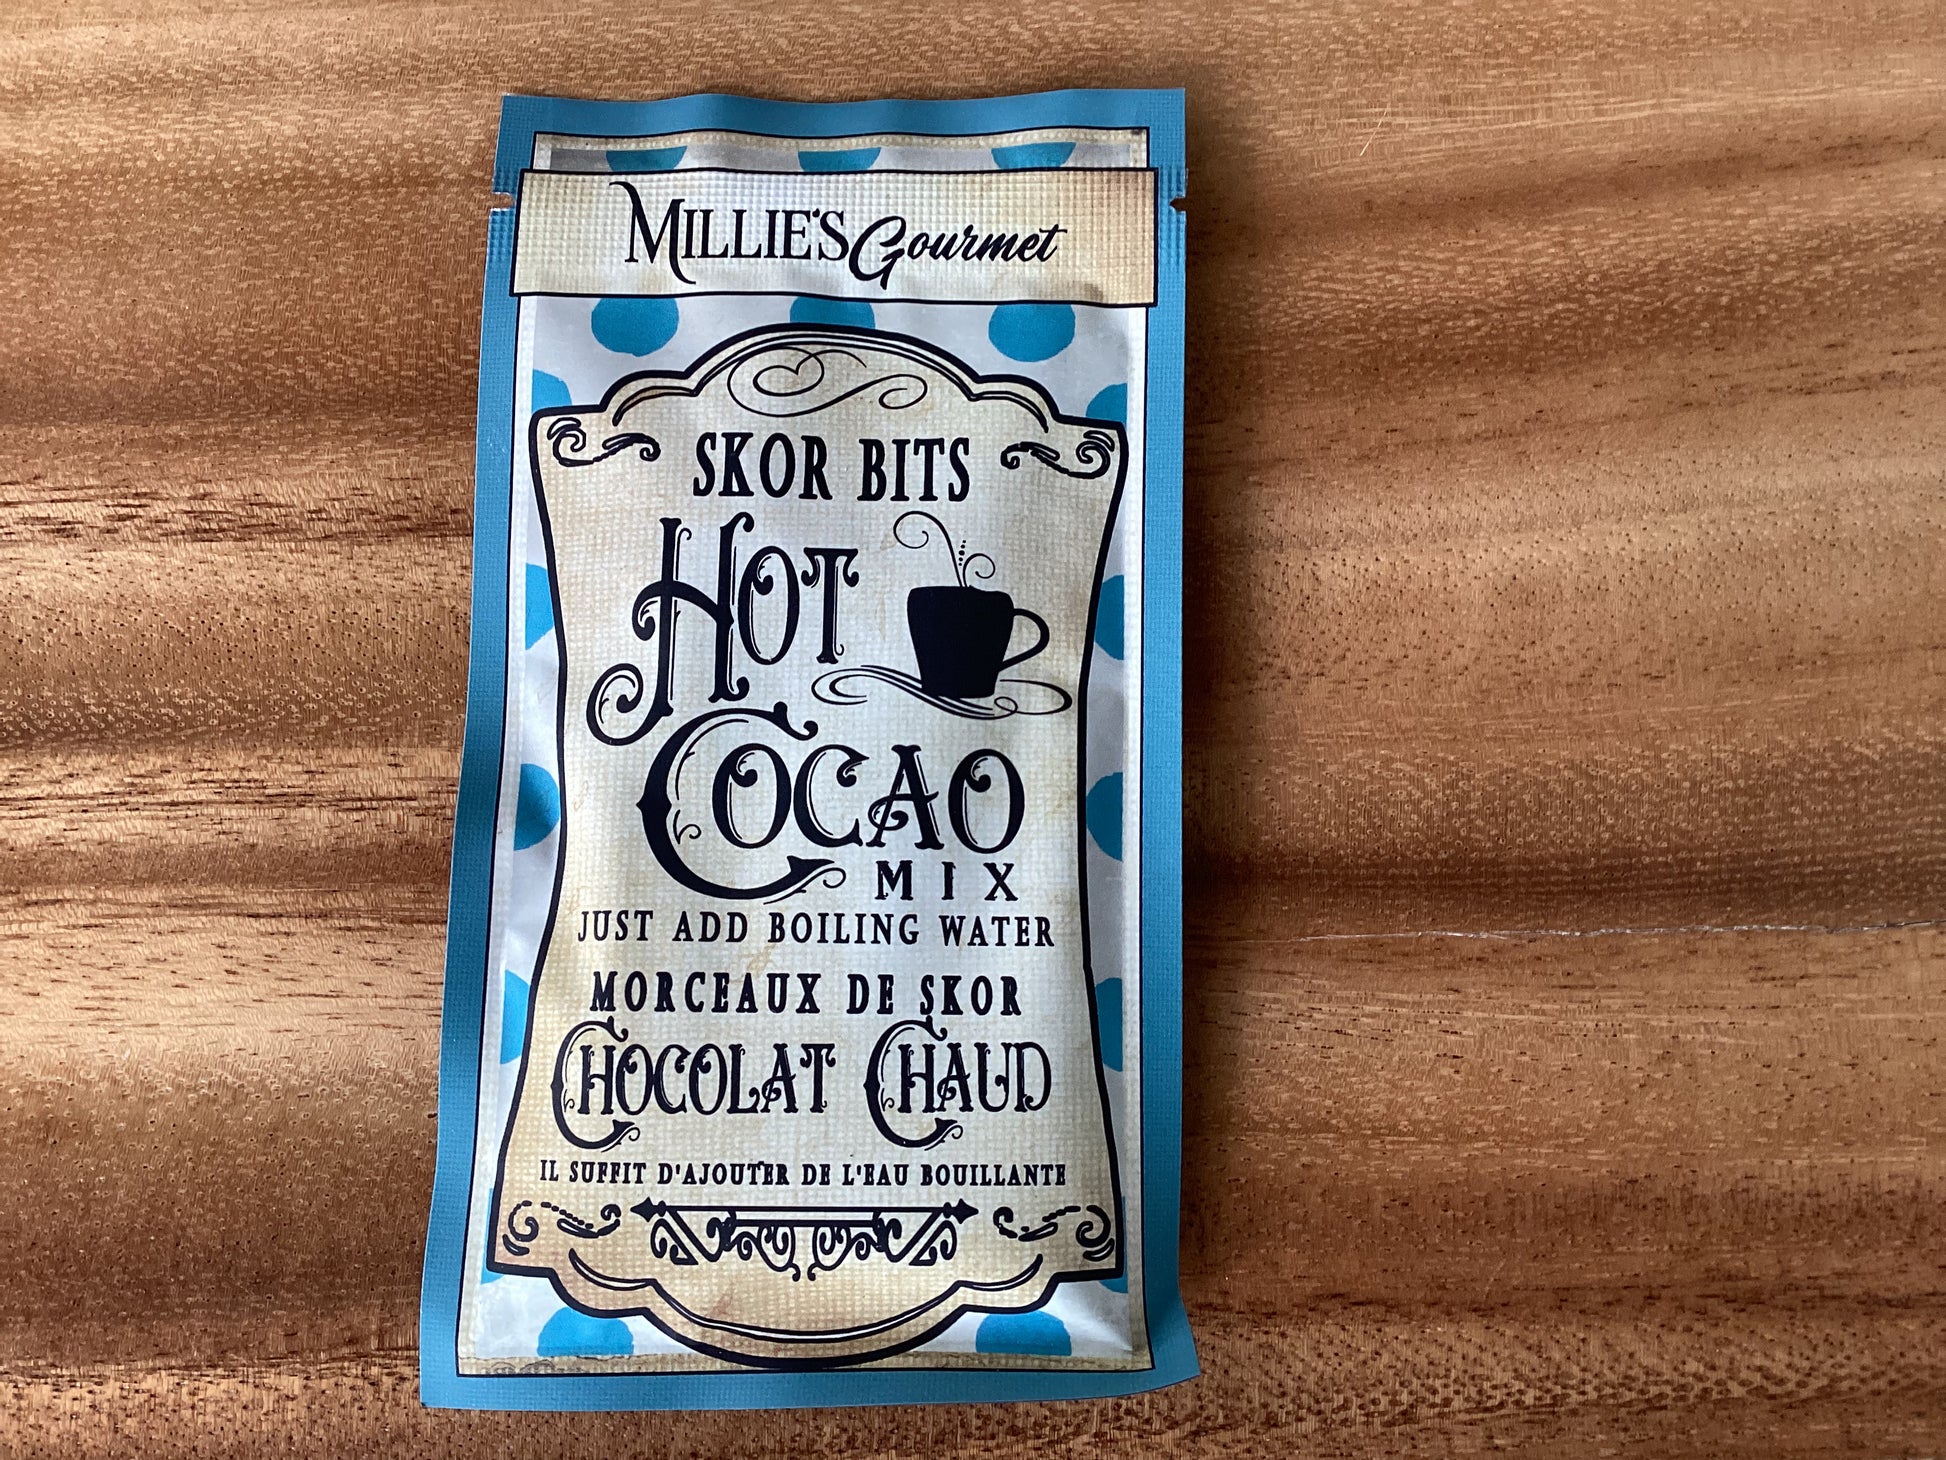 MILLIE'S Gourmet
SKOR BITS
HOT
COCAO
MIX
JUST ADD BOILING WATER
MORCEAUX DE SKOR
CHOCOLAT CHAUD
IL SUFFIT D'AJOUTER DE L'EAU BOUILLANTE